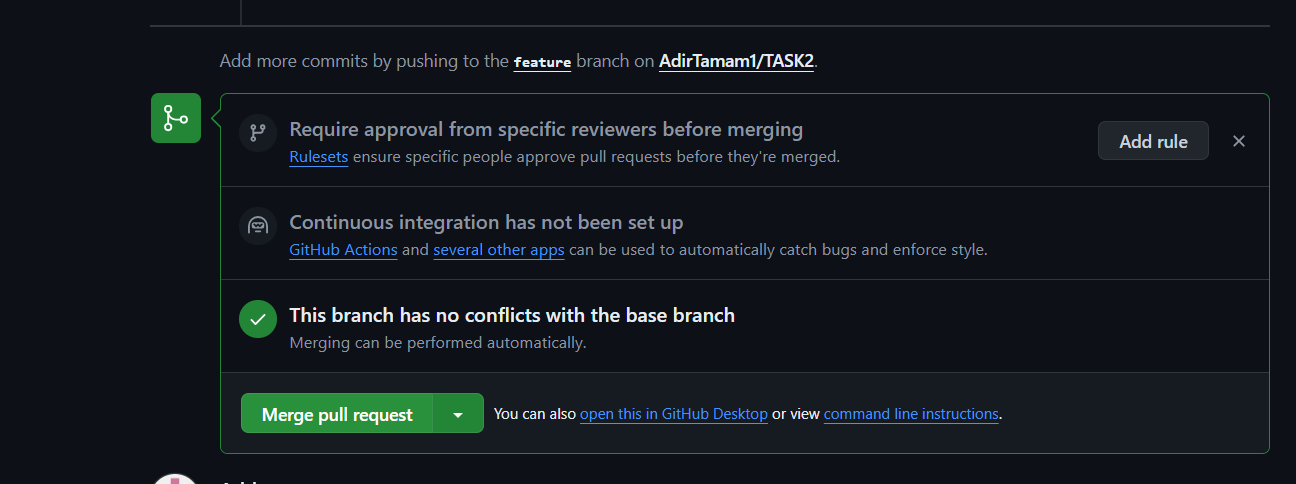 Add more commits by pushing to the feature branch on AdirTamam1/TASK2.
Require approval from specific reviewers before merging
Rulesets ensure specific people approve pull requests before they're merged.
Add rule
Continuous integration has not been set up
GitHub Actions and several other apps can be used to automatically catch bugs and enforce style.
This branch has no conflicts with the base branch
Merging can be performed automatically.
Merge pull request
You can also open this in GitHub Desktop or view command line instructions.